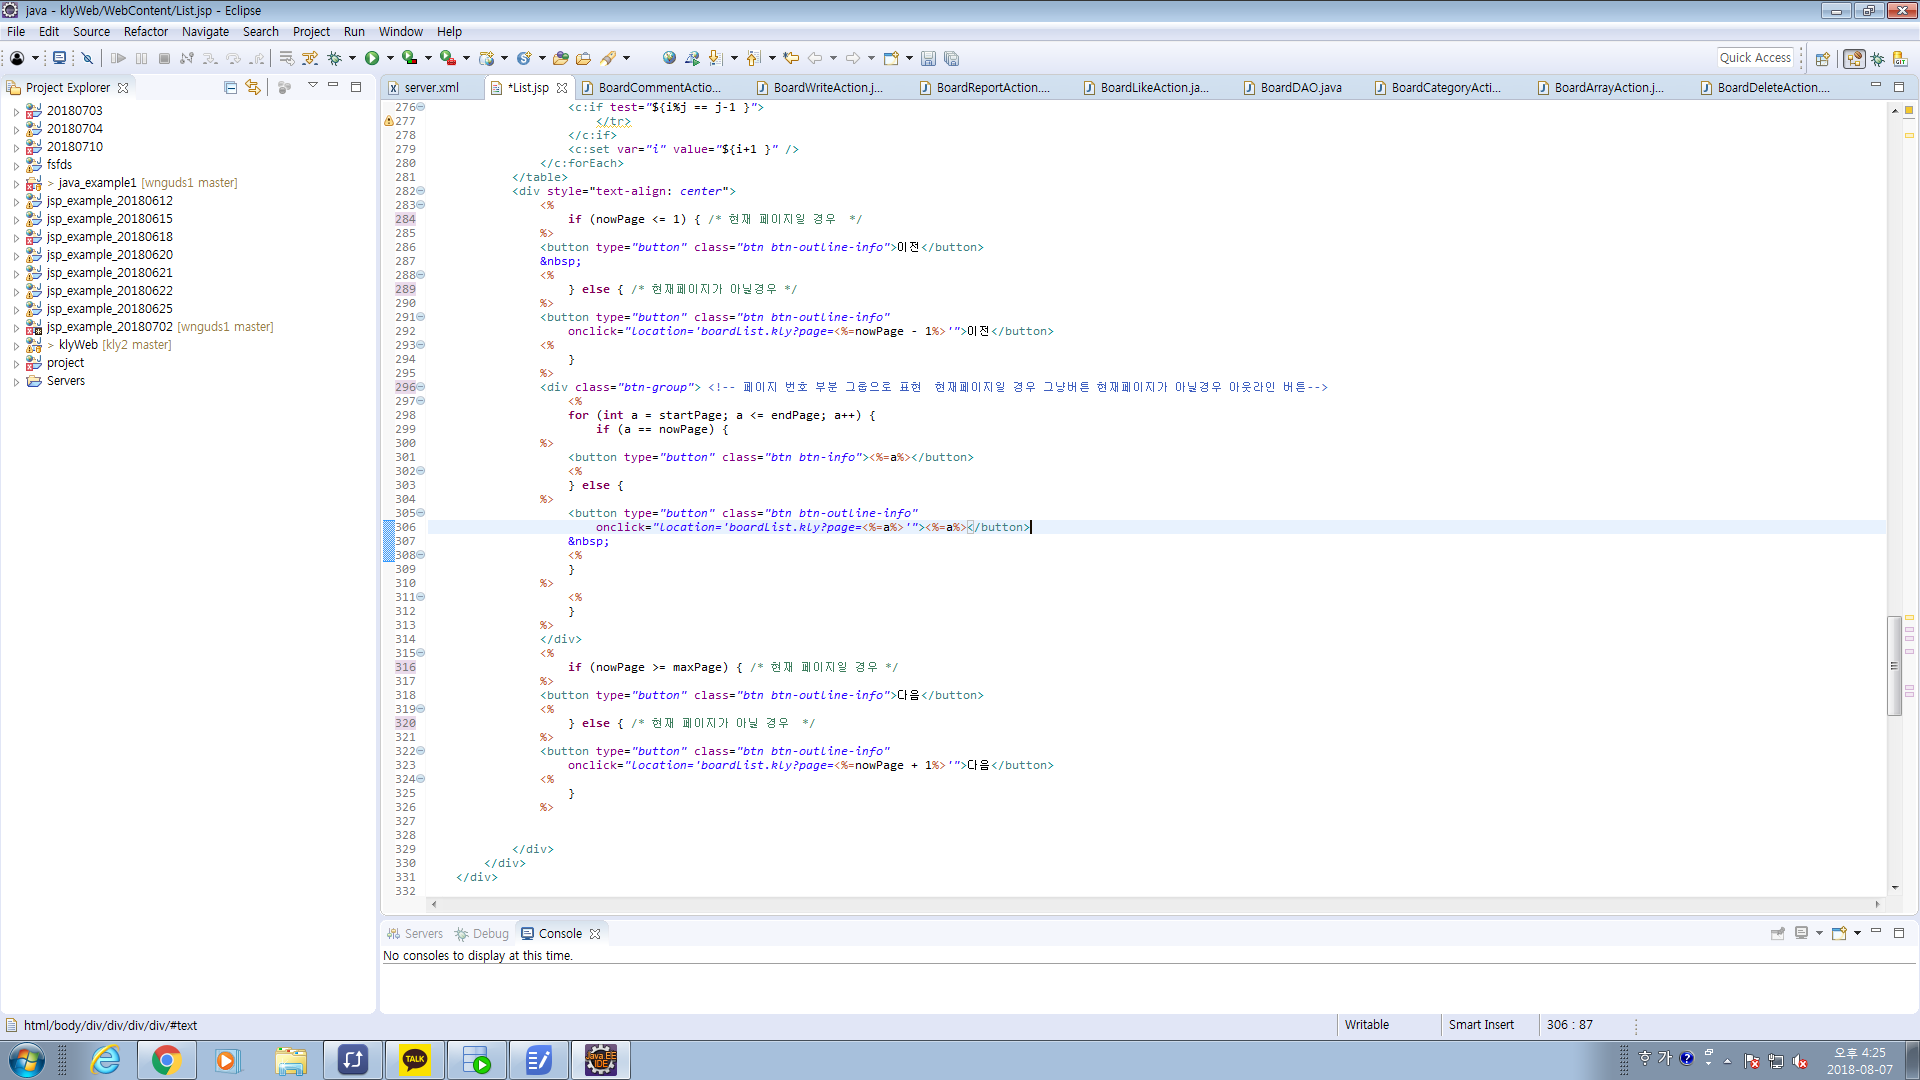 java - klyWeb/WebContent/List.jsp - Eclipse
File Edit Source Refactor Navigate Search Project Run Window Help
Quick Access
Project Explorer
20180703
20180704
20180710
fsfds
> java_example1 [wnguds1 master]
jsp_example_20180612
jsp_example_20180615
jsp_example_20180618
jsp_example_20180620
jsp_example_20180621
jsp_example_20180622
jsp_example_20180625
jsp_example_20180702 [wnguds1 master]
> klyWeb [kly2 master]
project
Servers
server.xml *List.jsp BoardCommentActio... BoardWriteAction.j... BoardReportAction.... BoardLikeAction.ja... BoardDAO.java BoardCategoryActi... BoardArrayAction.j... BoardDeleteAction....
276 <c:if test="${i%j == j-1 }">
277 </tr>
278 </c:if>
279 <c:set var="i" value="${i+1 }" />
280 </c:forEach>
281 </table>
282 <div style="text-align: center">
283 <%
284 if (nowPage <= 1) { /* 현재 페이지일 경우  */
285 %>
286 <button type="button" class="btn btn-outline-info">이전</button>
287 &nbsp;
288 <%
289 } else { /* 현재페이지가 아닐경우 */
290 %>
291 <button type="button" class="btn btn-outline-info"
292 onclick="location='boardList.kly?page=<%=nowPage - 1%>'">이전</button>
293 <%
294 }
295 %>
296 <div class="btn-group"> <!-- 페이지 번호 부분 그룹으로 표현  현재페이지일 경우 그냥버튼 현재페이지가 아닐경우 아웃라인 버튼-->
297 <%
298 for (int a = startPage; a <= endPage; a++) {
299 if (a == nowPage) {
300 %>
301 <button type="button" class="btn btn-info"><%=a%></button>
302 <%
303 } else {
304 %>
305 <button type="button" class="btn btn-outline-info"
306 onclick="location='boardList.kly?page=<%=a%>'"><%=a%></button>
307 &nbsp;
308 <%
309 }
310 %>
311 <%
312 }
313 %>
314 </div>
315 <%
316 if (nowPage >= maxPage) { /* 현재 페이지일 경우 */
317 %>
318 <button type="button" class="btn btn-outline-info">다음</button>
319 <%
320 } else { /* 현재 페이지가 아닐 경우  */
321 %>
322 <button type="button" class="btn btn-outline-info"
323 onclick="location='boardList.kly?page=<%=nowPage + 1%>'">다음</button>
324 <%
325 }
326 %>
327
328
329 </div>
330 </div>
331 </div>
332
Servers Debug Console
No consoles to display at this time.
html/body/div/div/div/div/#text Writable Smart Insert 306 : 87
TALK
Java EE IDE
가
오후 4:25
2018-08-07